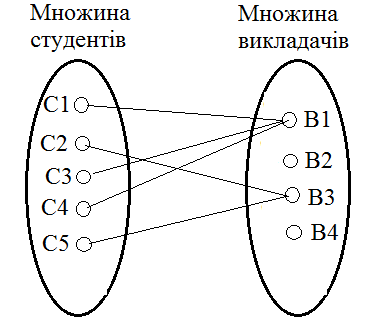 Множина
студентів
Множина
викладачів
С1
С2
С3
С4
С5
В1
В2
В3
В4